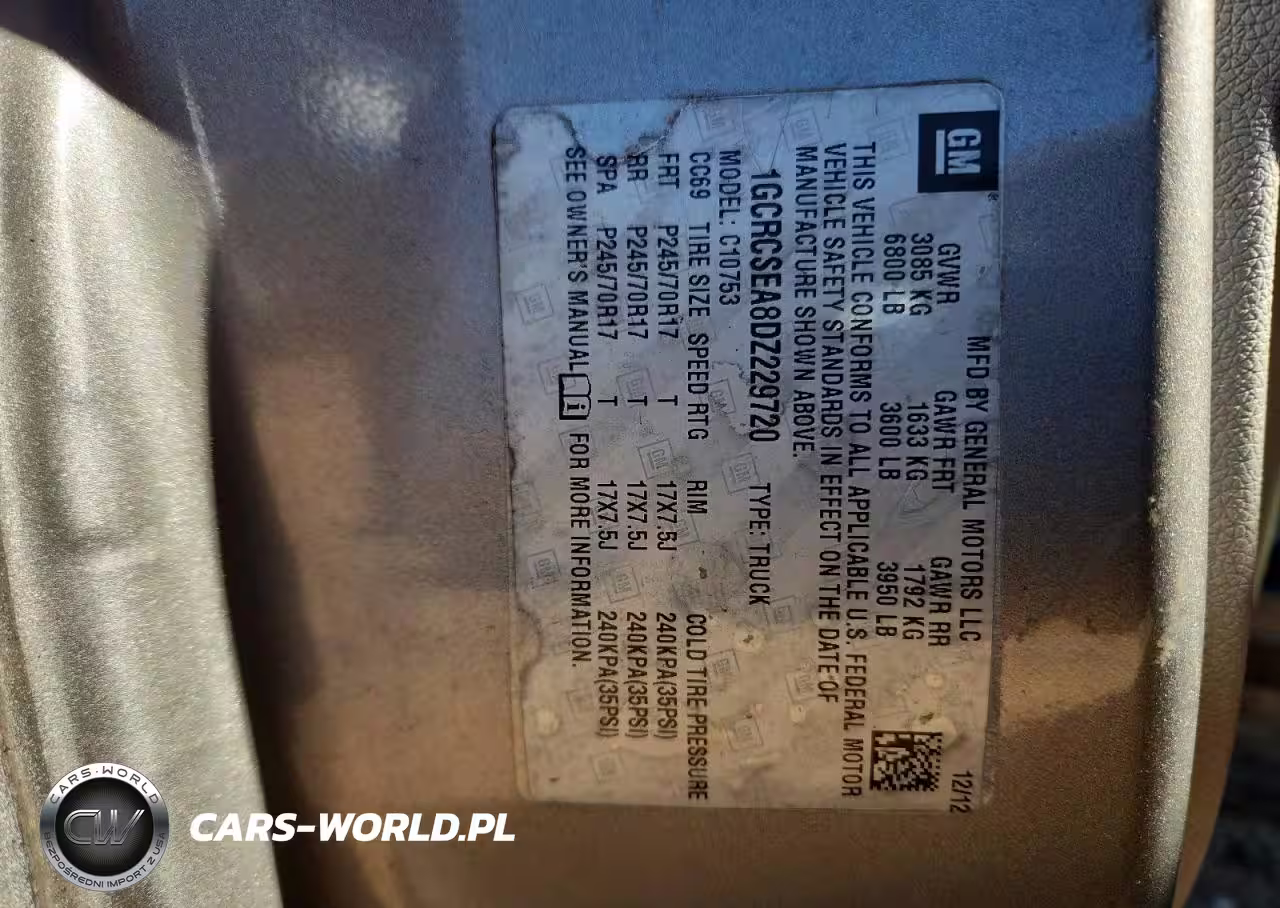 GM
MFD BY GENERAL MOTORS LLC 12/12
GVWR GAWR FRT GAWR RR
3085 KG 1633 KG 1792 KG
6800 LB 3600 LB 3950 LB
THIS VEHICLE CONFORMS TO ALL APPLICABLE U.S. FEDERAL MOTOR
VEHICLE SAFETY STANDARDS IN EFFECT ON THE DATE OF
MANUFACTURE SHOWN ABOVE.
1GCRCSEA8DZ229720 TYPE: TRUCK
MODEL: C10753
CC69 TIRE SIZE SPEED RTG RIM COLD TIRE PRESSURE
FRT P245/70R17 T 17X7.5J 240KPA(35PSI)
RR P245/70R17 T 17X7.5J 240KPA(35PSI)
SPA P245/70R17 T 17X7.5J 240KPA(35PSI)
SEE OWNER'S MANUAL FOR MORE INFORMATION.
CARS-WORLD
CW
BEZPOŚREDNI IMPORT Z USA
CARS-WORLD.PL